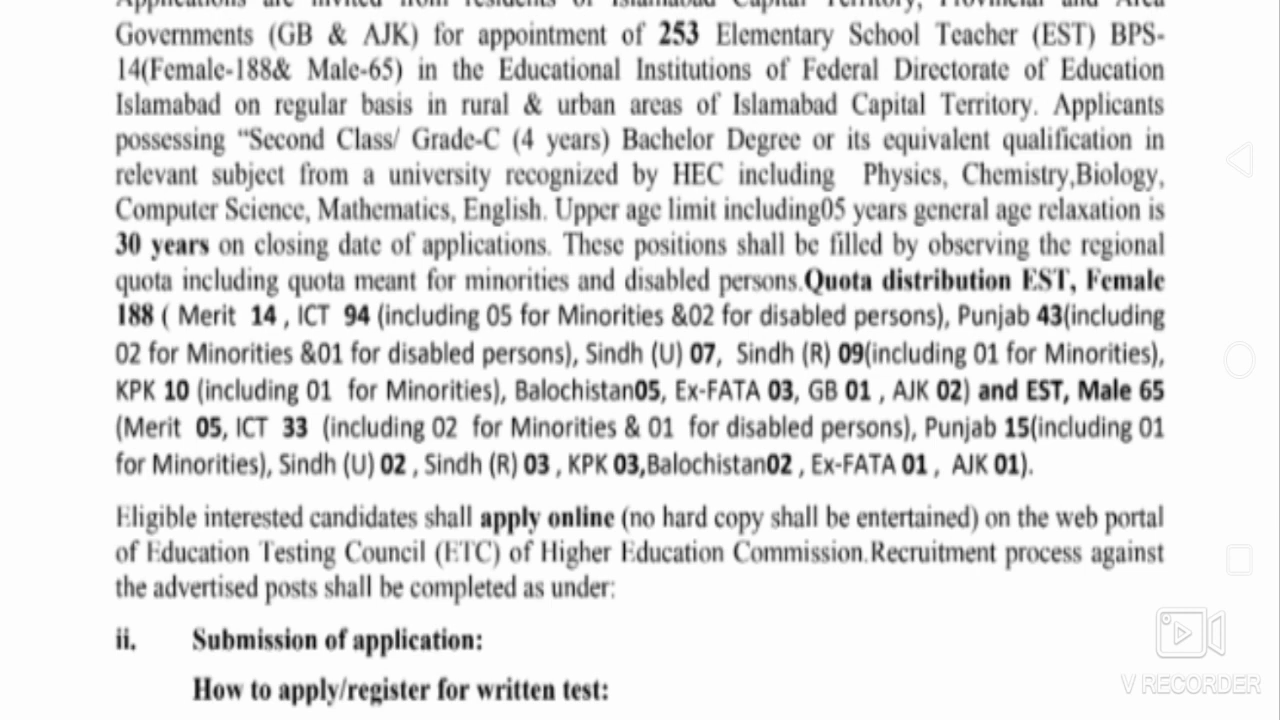 Applications are invited from residents of Islamabad Capital Territory, Provincial and Area
Governments (GB & AJK) for appointment of 253 Elementary School Teacher (EST) BPS-
14(Female-188& Male-65) in the Educational Institutions of Federal Directorate of Education
Islamabad on regular basis in rural & urban areas of Islamabad Capital Territory. Applicants
possessing “Second Class/ Grade-C (4 years) Bachelor Degree or its equivalent qualification in
relevant subject from a university recognized by HEC including Physics, Chemistry,Biology,
Computer Science, Mathematics, English. Upper age limit including05 years general age relaxation is
30 years on closing date of applications. These positions shall be filled by observing the regional
quota including quota meant for minorities and disabled persons.Quota distribution EST, Female
188 ( Merit 14 , ICT 94 (including 05 for Minorities &02 for disabled persons), Punjab 43(including
02 for Minorities &01 for disabled persons), Sindh (U) 07, Sindh (R) 09(including 01 for Minorities),
KPK 10 (including 01 for Minorities), Balochistan05, Ex-FATA 03, GB 01 , AJK 02) and EST, Male 65
(Merit 05, ICT 33 (including 02 for Minorities & 01 for disabled persons), Punjab 15(including 01
for Minorities), Sindh (U) 02 , Sindh (R) 03 , KPK 03,Balochistan02 , Ex-FATA 01 , AJK 01).
Eligible interested candidates shall apply online (no hard copy shall be entertained) on the web portal
of Education Testing Council (ETC) of Higher Education Commission.Recruitment process against
the advertised posts shall be completed as under:
ii. Submission of application:
How to apply/register for written test:
V RECORDER